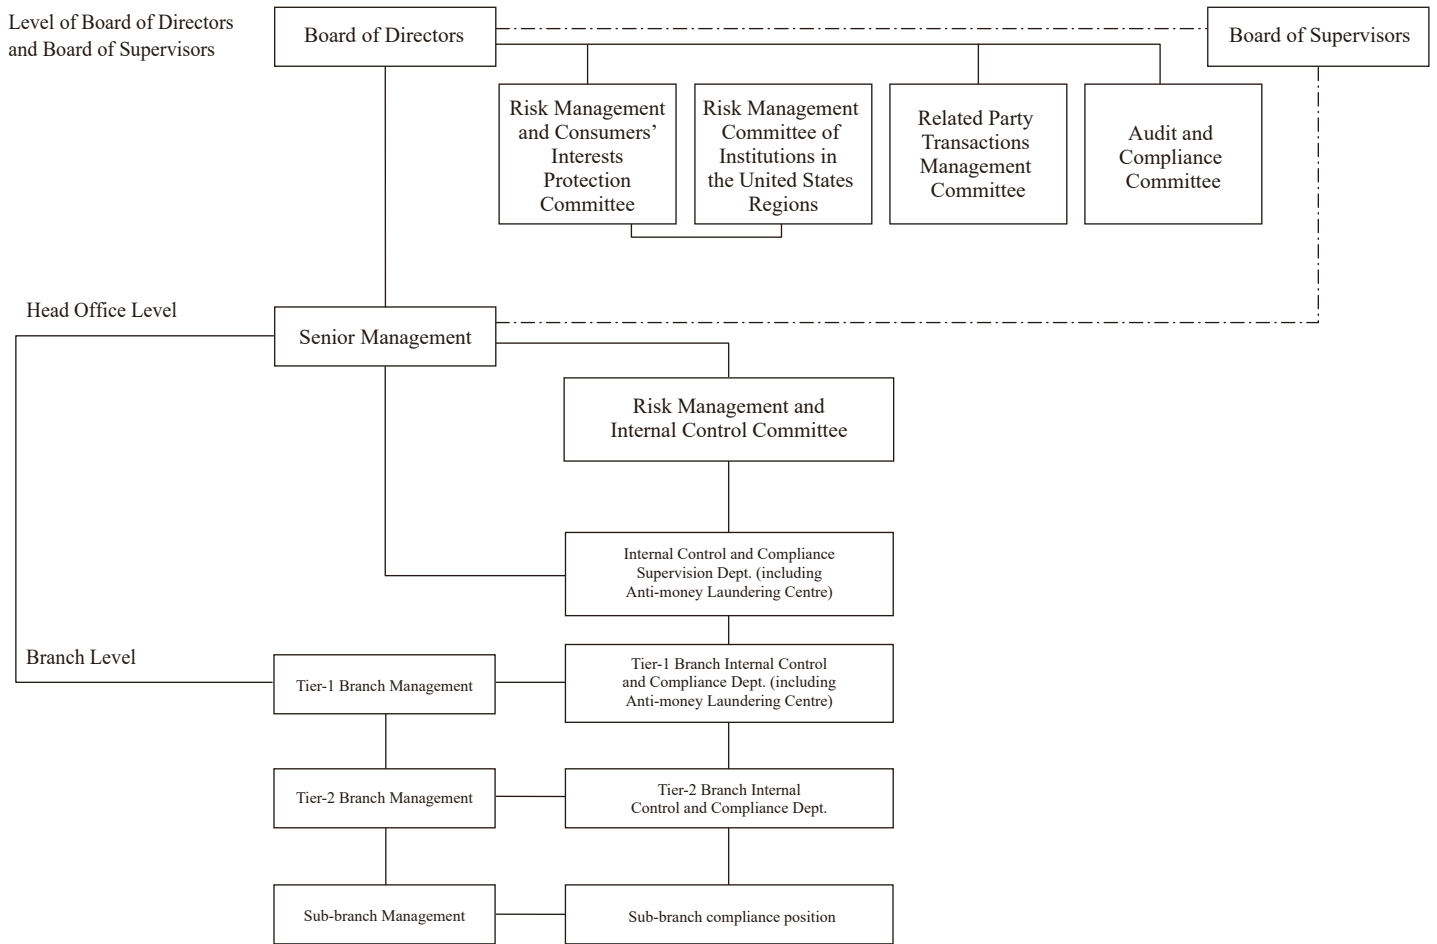 Level of Board of Directors
and Board of Supervisors
Board of Directors
Board of Supervisors
Risk Management
and Consumers’
Interests
Protection
Committee
Risk Management
Committee of
Institutions in
the United States
Regions
Related Party
Transactions
Management
Committee
Audit and
Compliance
Committee
Head Office Level
Senior Management
Risk Management and
Internal Control Committee
Internal Control and Compliance
Supervision Dept. (including
Anti-money Laundering Centre)
Branch Level
Tier-1 Branch Management
Tier-1 Branch Internal Control
and Compliance Dept. (including
Anti-money Laundering Centre)
Tier-2 Branch Management
Tier-2 Branch Internal
Control and Compliance Dept.
Sub-branch Management
Sub-branch compliance position